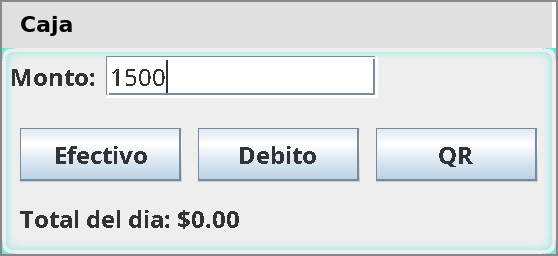 Caja
Monto: 1500
Efectivo Debito QR
Total del dia: $0.00